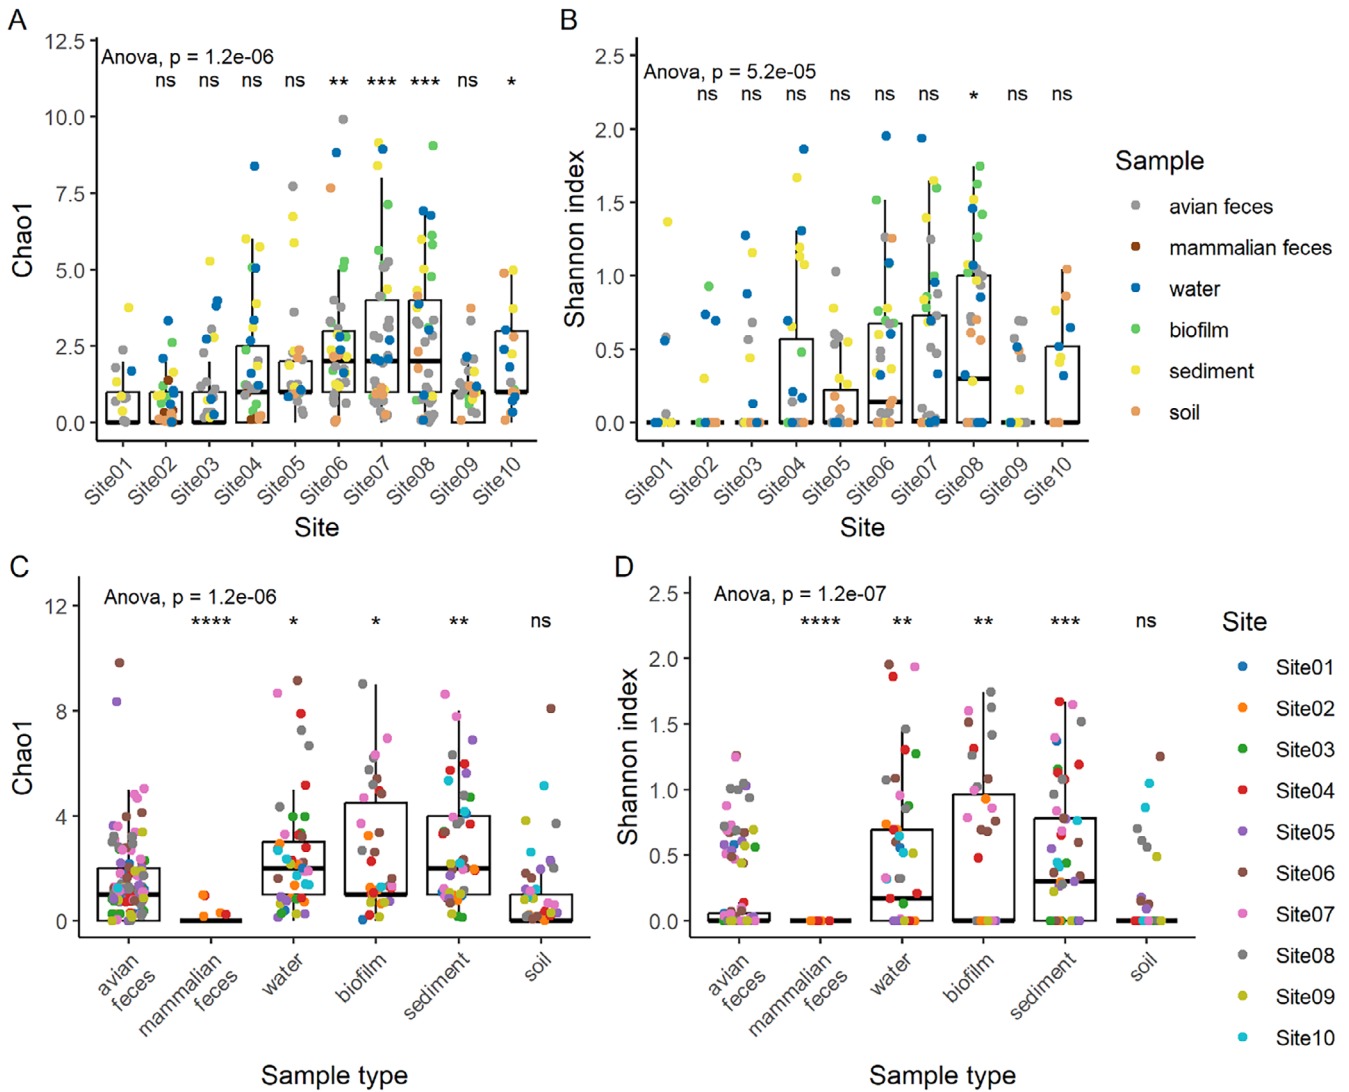 A
12.5
10.0
7.5
5.0
2.5
0.0
Chao1
Anova, p = 1.2e-06
ns ns ns ns ** *** *** ns *
Site01 Site02 Site03 Site04 Site05 Site06 Site07 Site08 Site09 Site10
Site
B
2.5
2.0
1.5
1.0
0.5
0.0
Shannon index
Anova, p = 5.2e-05
ns ns ns ns ns ns * ns ns
Site01 Site02 Site03 Site04 Site05 Site06 Site07 Site08 Site09 Site10
Site
Sample
avian feces
mammalian feces
water
biofilm
sediment
soil
C
12
8
4
0
Chao1
Anova, p = 1.2e-06
**** * * ** ns
avian feces
mammalian feces
water
biofilm
sediment
soil
Sample type
D
2.5
2.0
1.5
1.0
0.5
0.0
Shannon index
Anova, p = 1.2e-07
**** ** ** *** ns
avian feces
mammalian feces
water
biofilm
sediment
soil
Sample type
Site
Site01
Site02
Site03
Site04
Site05
Site06
Site07
Site08
Site09
Site10